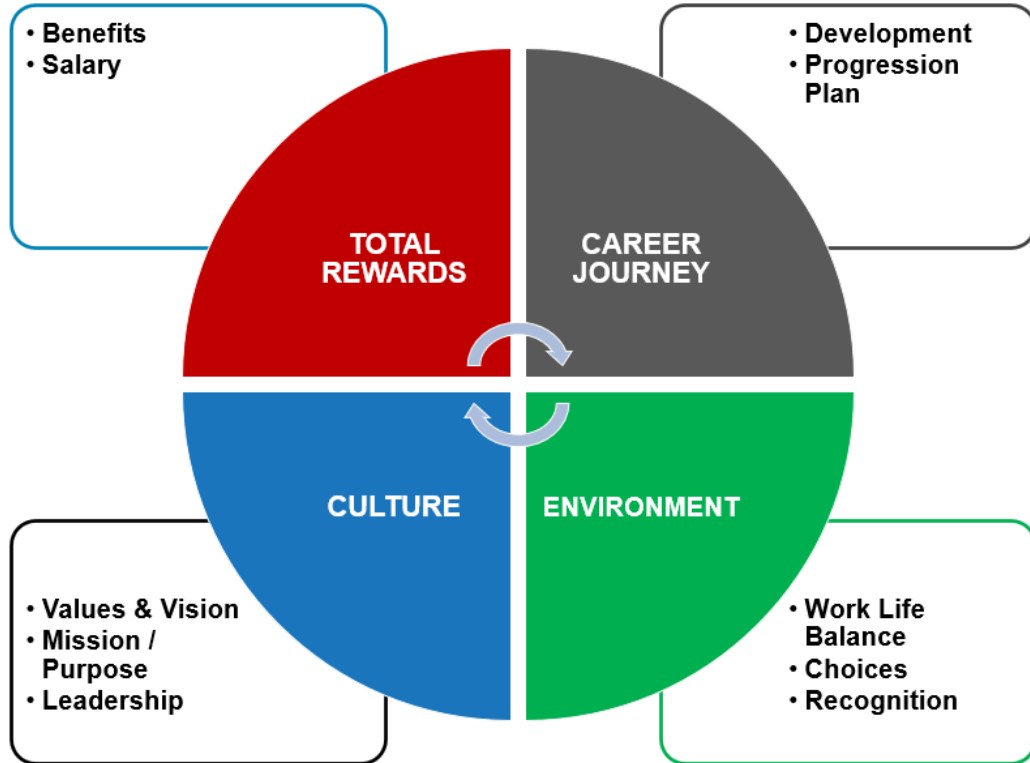 • Benefits
• Salary
• Development
• Progression
Plan
TOTAL
REWARDS
CAREER
JOURNEY
CULTURE
ENVIRONMENT
• Values & Vision
• Mission /
Purpose
• Leadership
• Work Life
Balance
• Choices
• Recognition